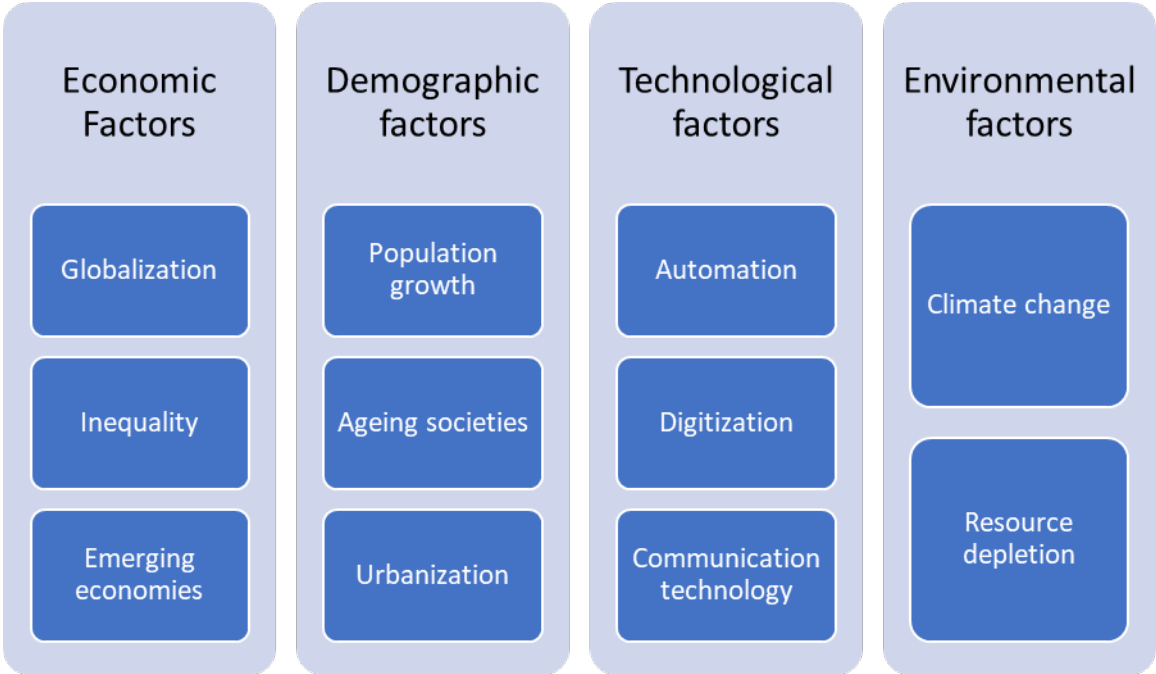 Economic
Factors
Globalization
Inequality
Emerging
economies
Demographic
factors
Population
growth
Ageing societies
Urbanization
Technological
factors
Automation
Digitization
Communication
technology
Environmental
factors
Climate change
Resource
depletion